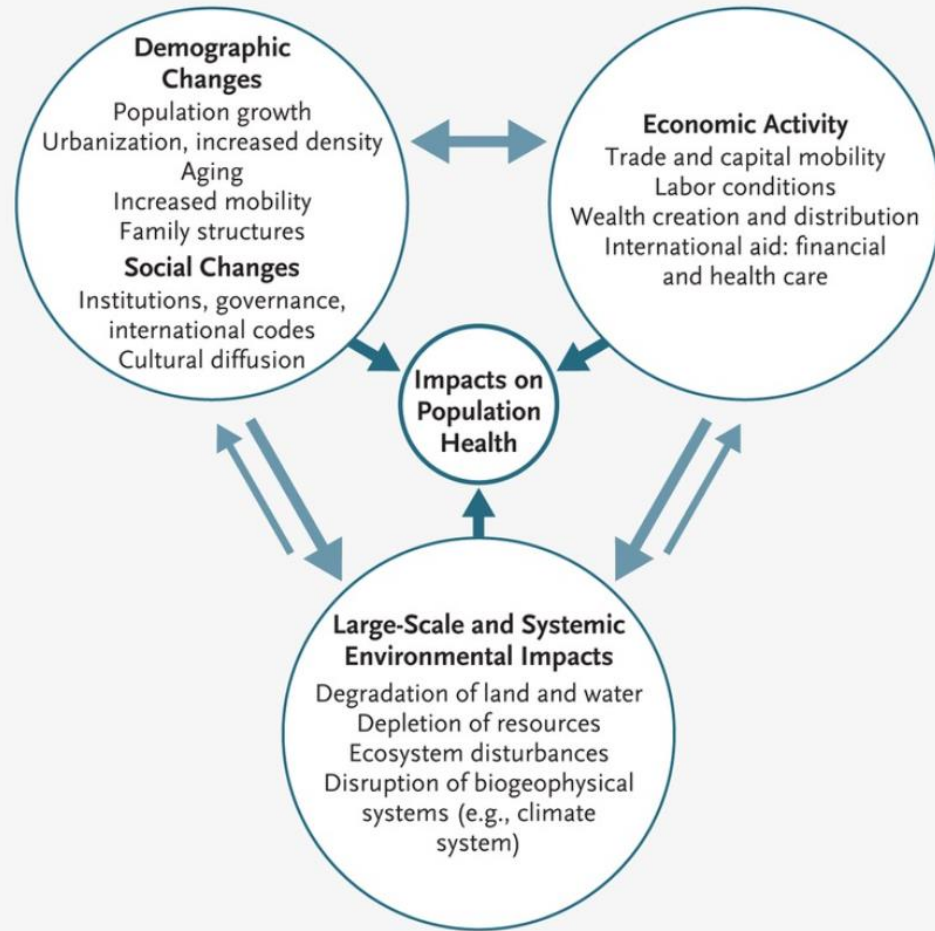 Demographic
Changes
Population growth
Urbanization, increased density
Aging
Increased mobility
Family structures
Social Changes
Institutions, governance,
international codes
Cultural diffusion
Economic Activity
Trade and capital mobility
Labor conditions
Wealth creation and distribution
International aid: financial
and health care
Impacts on
Population
Health
Large-Scale and Systemic
Environmental Impacts
Degradation of land and water
Depletion of resources
Ecosystem disturbances
Disruption of biogeophysical
systems (e.g., climate
system)